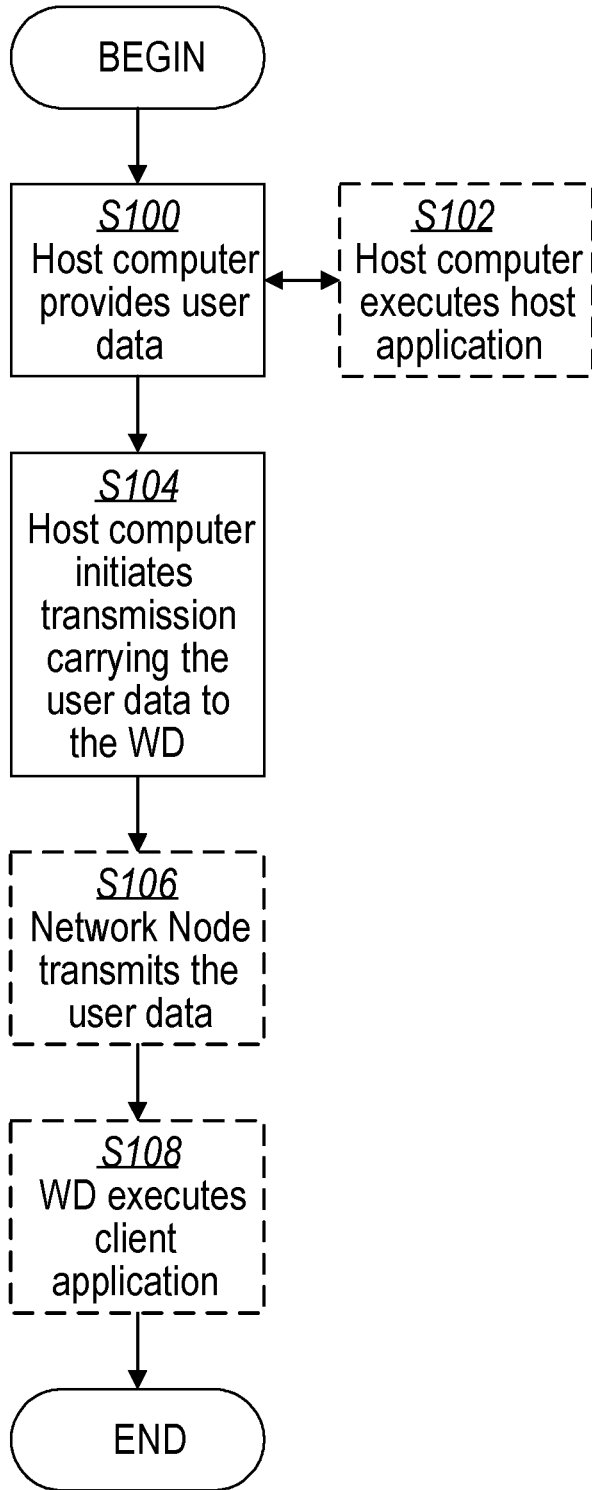 BEGIN
S100
Host computer
provides user
data
S102
Host computer
executes host
application
S104
Host computer
initiates
transmission
carrying the
user data to
the WD
S106
Network Node
transmits the
user data
S108
WD executes
client
application
END